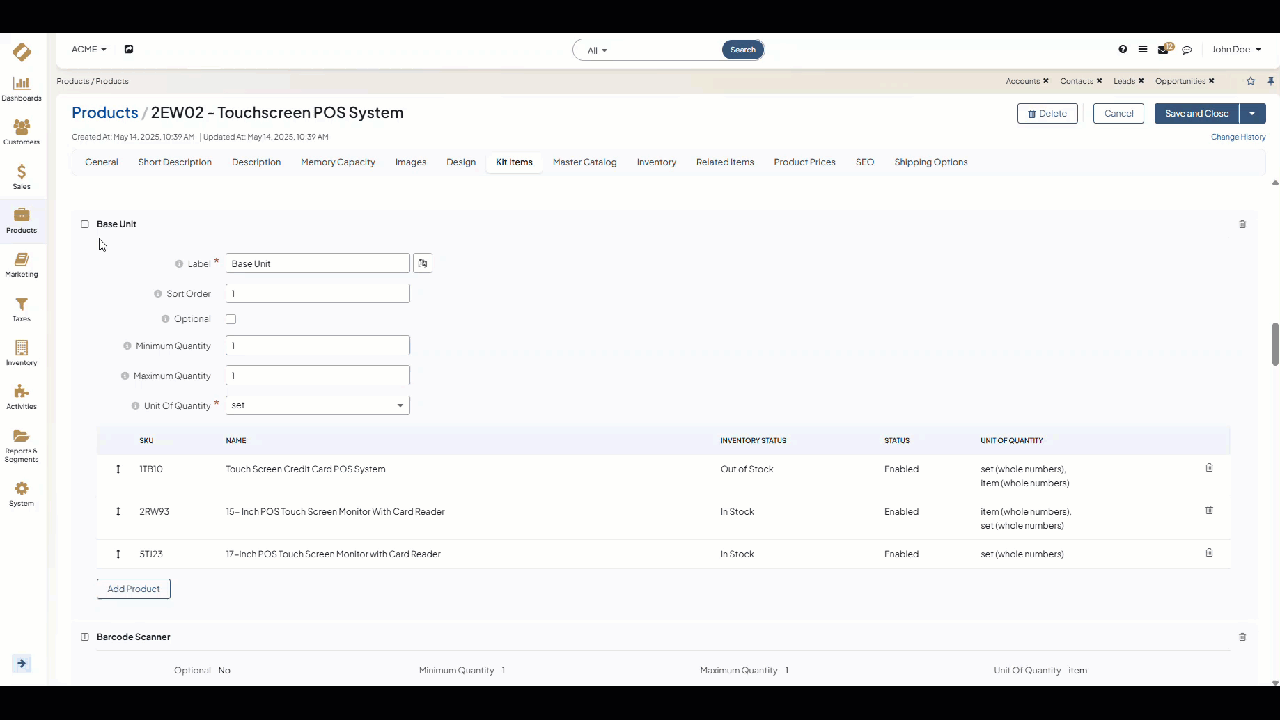 ACME
All
Search
12
John Doe
Dashboards
Customers
Sales
Products
Marketing
Taxes
Inventory
Activities
Reports &
Segments
System
Products / Products
Accounts ×
Contacts ×
Leads ×
Opportunities ×
Products / 2EW02 - Touchscreen POS System
Delete
Cancel
Save and Close
Created At: May 14, 2025, 10:39 AM | Updated At: May 14, 2025, 10:39 AM
Change History
General
Short Description
Description
Memory Capacity
Images
Design
Kit Items
Master Catalog
Inventory
Related Items
Product Prices
SEO
Shipping Options
Base Unit
Label * Base Unit
Sort Order 1
Optional
Minimum Quantity 1
Maximum Quantity 1
Unit Of Quantity * set
SKU NAME INVENTORY STATUS STATUS UNIT OF QUANTITY
1TB10 Touch Screen Credit Card POS System Out of Stock Enabled set (whole numbers),
item (whole numbers)
2RW93 15-Inch POS Touch Screen Monitor With Card Reader In Stock Enabled item (whole numbers),
set (whole numbers)
5TJ23 17-Inch POS Touch Screen Monitor with Card Reader In Stock Enabled set (whole numbers)
Add Product
Barcode Scanner
Optional No Minimum Quantity 1 Maximum Quantity 1 Unit Of Quantity item